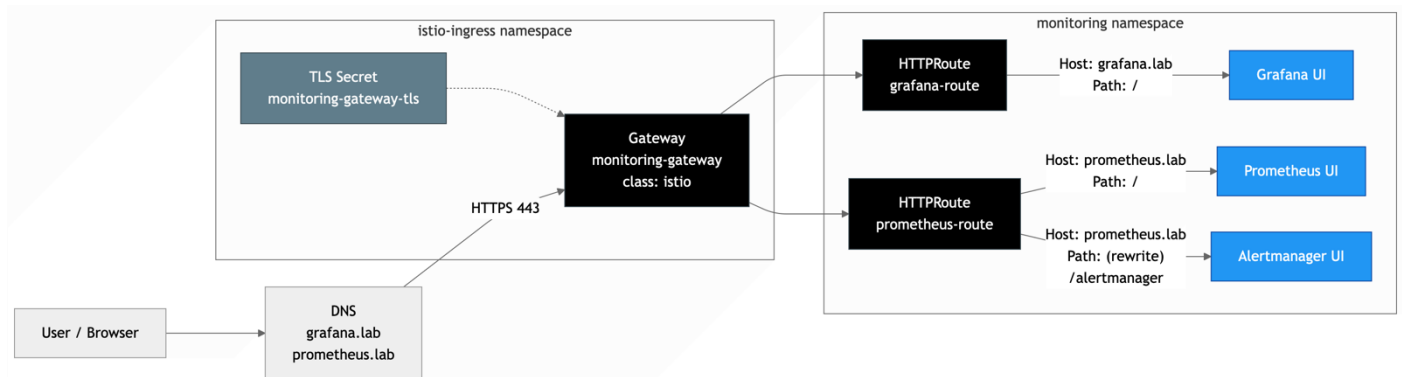 istio-ingress namespace
TLS Secret
monitoring-gateway-tls
Gateway
monitoring-gateway
class: istio
HTTPS 443
DNS
grafana.lab
prometheus.lab
User / Browser
monitoring namespace
HTTPRoute
grafana-route
Host: grafana.lab
Path: /
Grafana UI
HTTPRoute
prometheus-route
Host: prometheus.lab
Path: /
Prometheus UI
Host: prometheus.lab
Path: (rewrite)
/alertmanager
Alertmanager UI